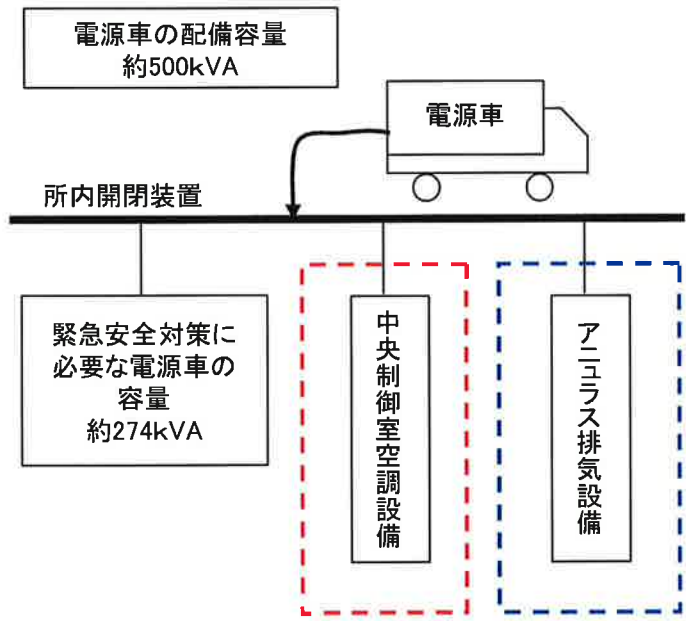 電源車の配備容量
約500kVA
電源車
所内開閉装置
緊急安全対策に
必要な電源車の
容量
約274kVA
中央制御室空調設備
アニュラス排気設備